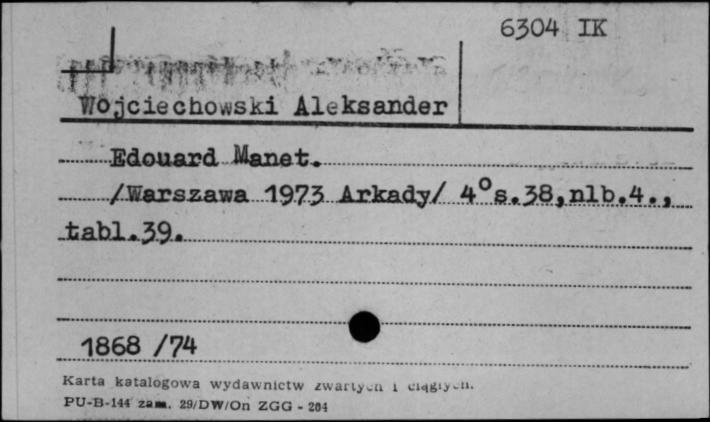 6304 IK
Wojciechowski Aleksander
Edouard Manet.
/Warszawa 1973 Arkady/ 4° s.38,nlb.4.,
tabl.39.
1868 /74
Karta katalogowa wydawnictw zwartych i ciągłych.
PU-B-144 zam. 29/DW/On ZGG - 204